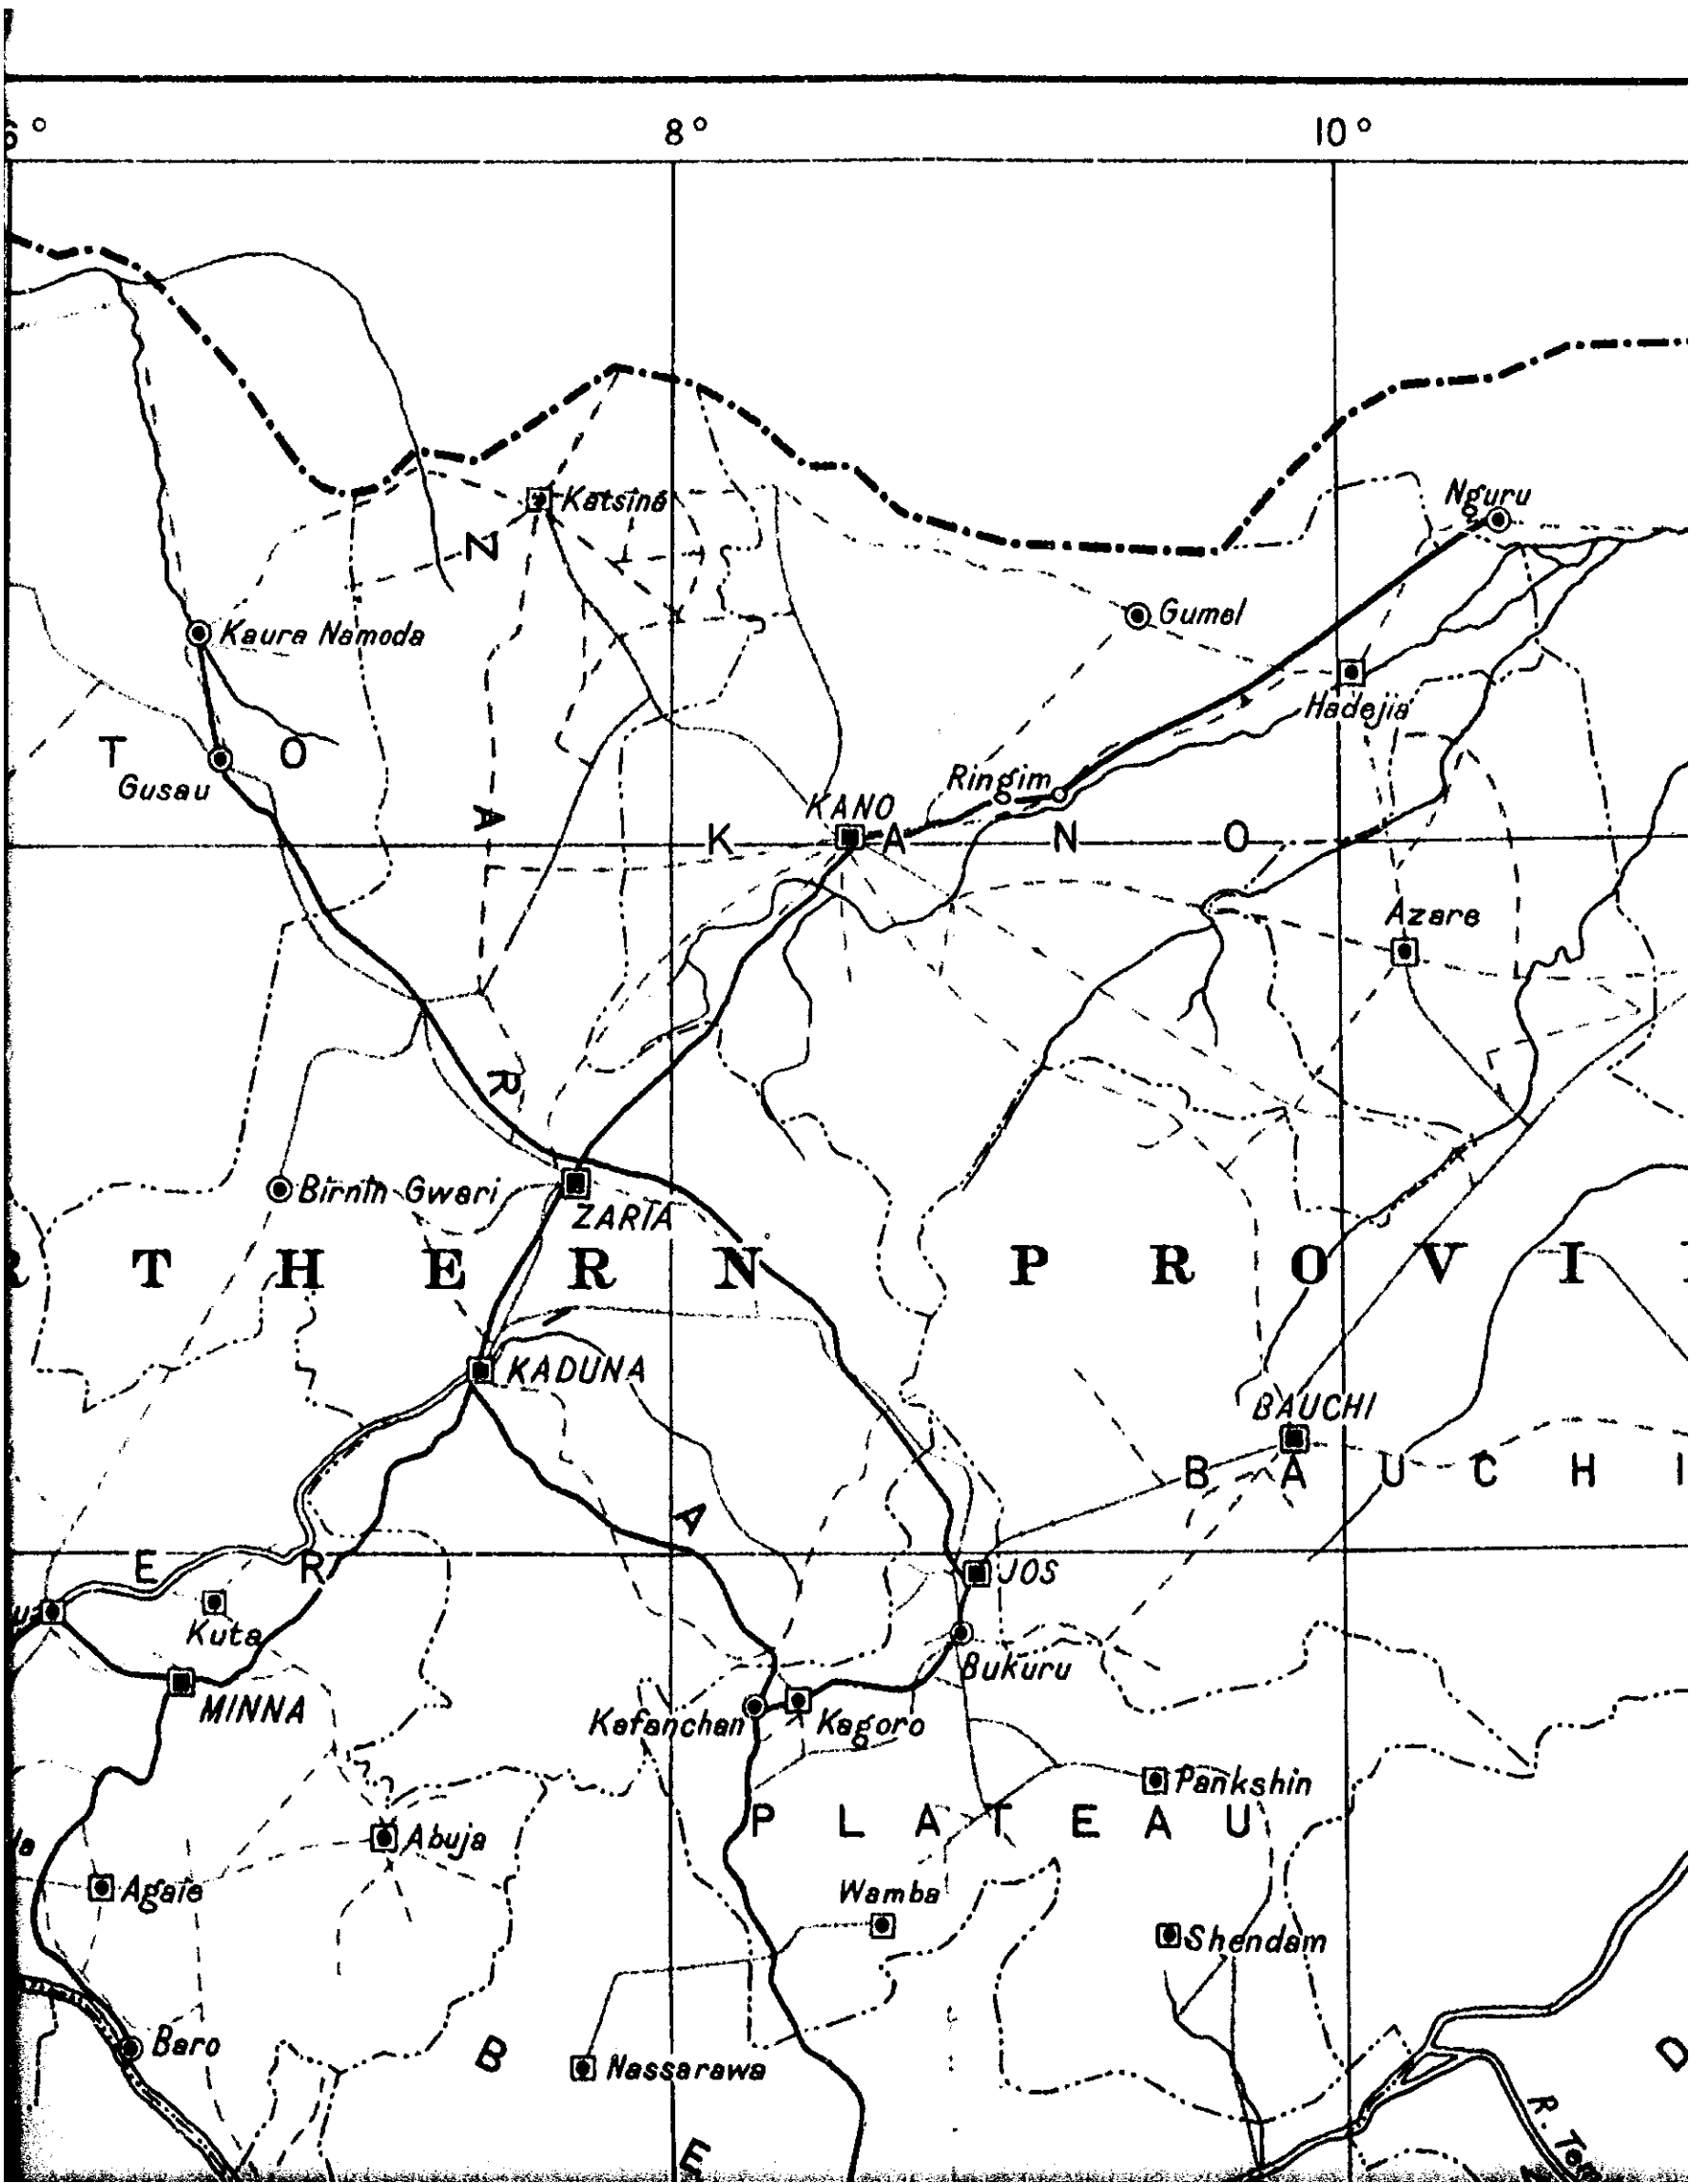 6° 8° 10°
Katsina
Nguru
Z
Gumel
Kaura Namoda
Hadejia
T O
Gusau
Ringim
KANO
A
K A N O
Azare
R
Birnin Gwari
ZARIA
R T H E R N P R O V I
I
KADUNA
BAUCHI
B A U C H I
A
E R
JOS
Kuta
Bukuru
MINNA
Kafanchan
Kagoro
Pankshin
P L A T E A U
Abuja
Agaie
Wamba
Shendam
Baro
B
Nassarawa
D
R.
E